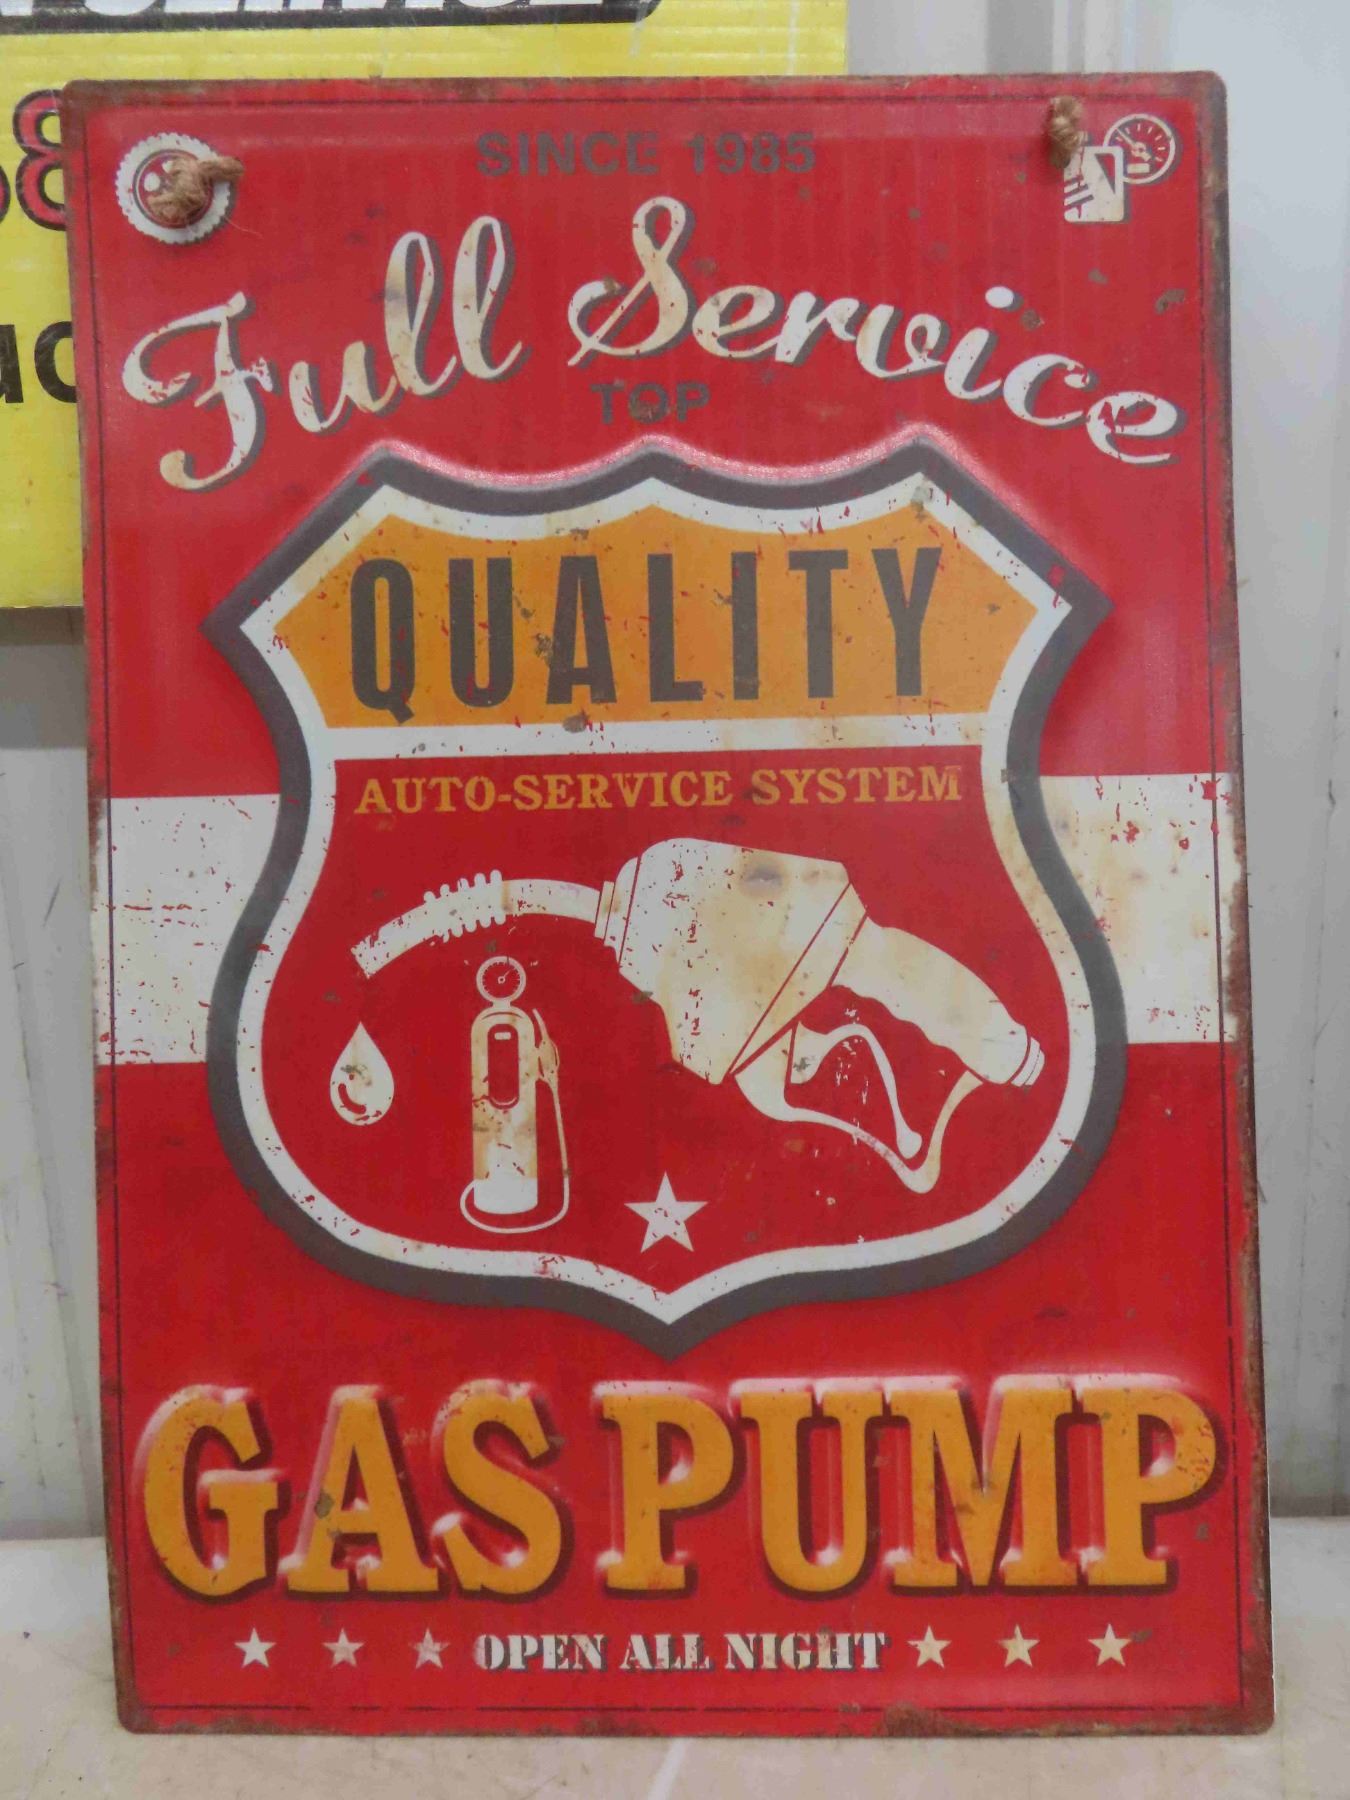 SINCE 1985
Full Service
TOP
QUALITY
AUTO-SERVICE SYSTEM
GAS PUMP
OPEN ALL NIGHT